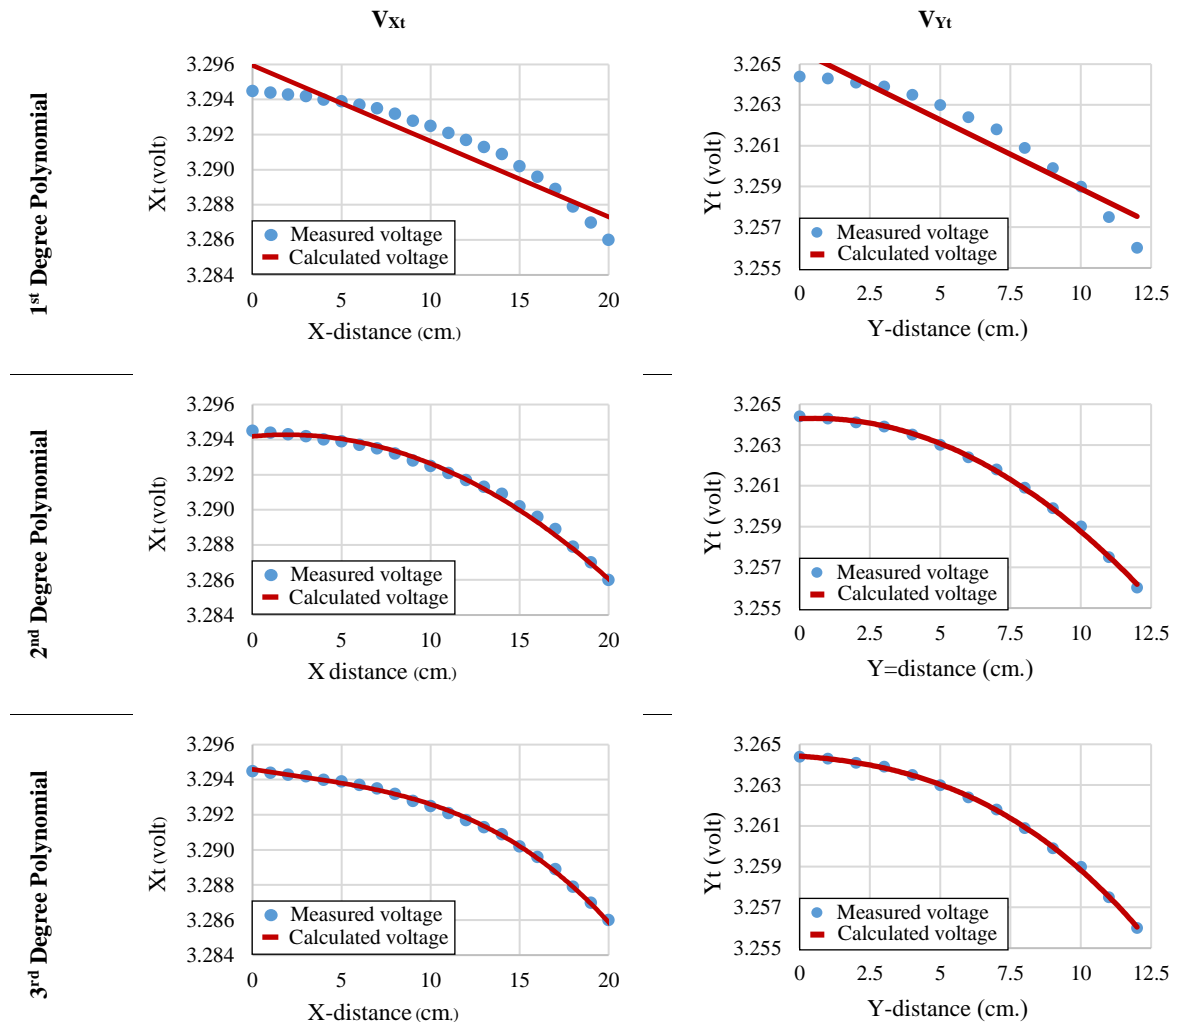 V_Xt
V_Yt
1st Degree Polynomial
3.296
3.294
3.292
3.290
3.288
3.286
3.284
Xt (volt)
Measured voltage
Calculated voltage
0 5 10 15 20
X-distance (cm.)
3.265
3.263
3.261
3.259
3.257
3.255
Yt (volt)
Measured voltage
Calculated voltage
0 2.5 5 7.5 10 12.5
Y-distance (cm.)
2nd Degree Polynomial
3.296
3.294
3.292
3.290
3.288
3.286
3.284
Xt (volt)
Measured voltage
Calculated voltage
0 5 10 15 20
X distance (cm.)
3.265
3.263
3.261
3.259
3.257
3.255
Yt (volt)
Measured voltage
Calculated voltage
0 2.5 5 7.5 10 12.5
Y=distance (cm.)
3rd Degree Polynomial
3.296
3.294
3.292
3.290
3.288
3.286
3.284
Xt (volt)
Measured voltage
Calculated voltage
0 5 10 15 20
X-distance (cm.)
3.265
3.263
3.261
3.259
3.257
3.255
Yt (volt)
Measured voltage
Calculated voltage
0 2.5 5 7.5 10 12.5
Y-distance (cm.)